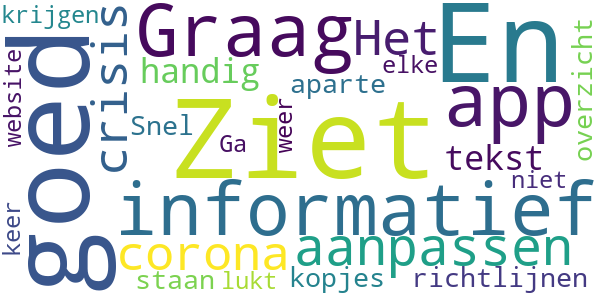 krijgen
Graag
Het
En
website
goed
crisis
handig
elke
aparte
app
overzicht
Snel
Ziet
Ga
weer
tekst
niet
informatief
keer
corona
aanpassen
staan
lukt
kopjes
richtlijnen